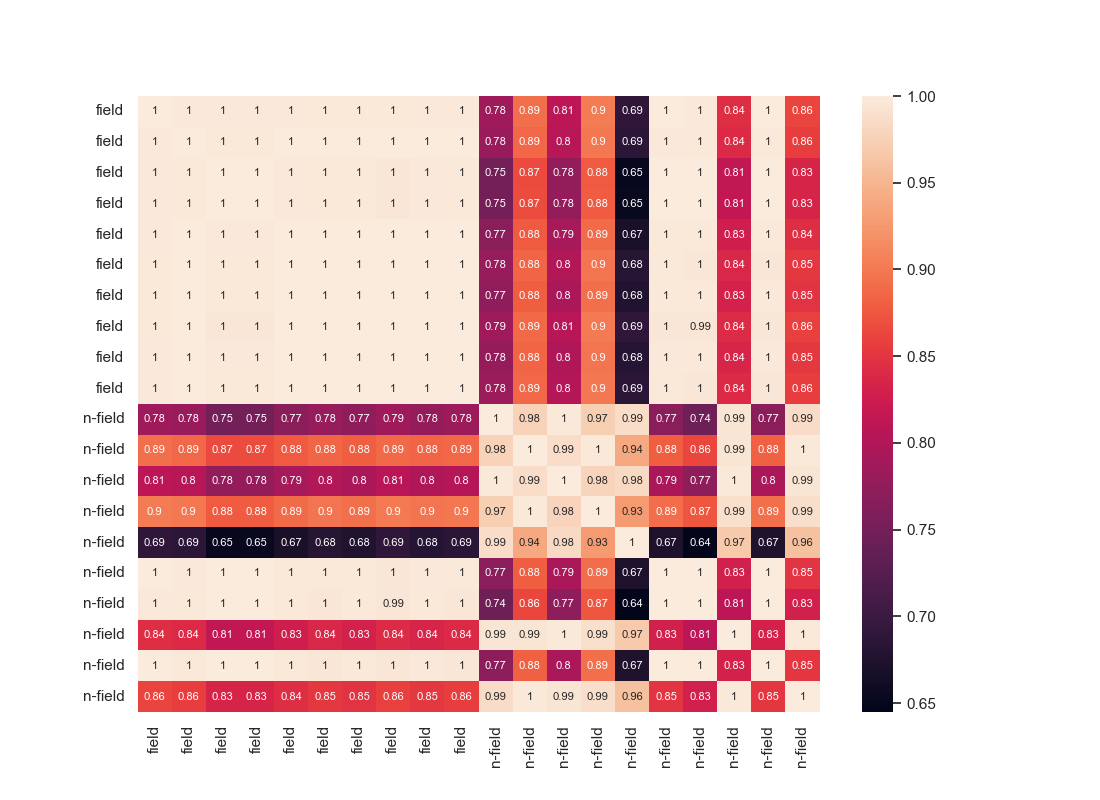 field 1 1 1 1 1 1 1 1 1 1 0.78 0.89 0.81 0.9 0.69 1 1 0.84 1 0.86 1.00
field 1 1 1 1 1 1 1 1 1 1 0.78 0.89 0.8 0.9 0.69 1 1 0.84 1 0.86
field 1 1 1 1 1 1 1 1 1 1 0.75 0.87 0.78 0.88 0.65 1 1 0.81 1 0.83 0.95
field 1 1 1 1 1 1 1 1 1 1 0.75 0.87 0.78 0.88 0.65 1 1 0.81 1 0.83
field 1 1 1 1 1 1 1 1 1 1 0.77 0.88 0.79 0.89 0.67 1 1 0.83 1 0.84
field 1 1 1 1 1 1 1 1 1 1 0.78 0.88 0.8 0.9 0.68 1 1 0.84 1 0.85 0.90
field 1 1 1 1 1 1 1 1 1 1 0.77 0.88 0.8 0.89 0.68 1 1 0.83 1 0.85
field 1 1 1 1 1 1 1 1 1 1 0.79 0.89 0.81 0.9 0.69 1 0.99 0.84 1 0.86
field 1 1 1 1 1 1 1 1 1 1 0.78 0.88 0.8 0.9 0.68 1 1 0.84 1 0.85 0.85
field 1 1 1 1 1 1 1 1 1 1 0.78 0.89 0.8 0.9 0.69 1 1 0.84 1 0.86
n-field 0.78 0.78 0.75 0.75 0.77 0.78 0.77 0.79 0.78 0.78 1 0.98 1 0.97 0.99 0.77 0.74 0.99 0.77 0.99
n-field 0.89 0.89 0.87 0.87 0.88 0.88 0.88 0.89 0.88 0.89 0.98 1 0.99 1 0.94 0.88 0.86 0.99 0.88 1 0.80
n-field 0.81 0.8 0.78 0.78 0.79 0.8 0.8 0.81 0.8 0.8 1 0.99 1 0.98 0.98 0.79 0.77 1 0.8 0.99
n-field 0.9 0.9 0.88 0.88 0.89 0.9 0.89 0.9 0.9 0.9 0.97 1 0.98 1 0.93 0.89 0.87 0.99 0.89 0.99 0.75
n-field 0.69 0.69 0.65 0.65 0.67 0.68 0.68 0.69 0.68 0.69 0.99 0.94 0.98 0.93 1 0.67 0.64 0.97 0.67 0.96
n-field 1 1 1 1 1 1 1 1 1 1 0.77 0.88 0.79 0.89 0.67 1 1 0.83 1 0.85
n-field 1 1 1 1 1 1 1 0.99 1 1 0.74 0.86 0.77 0.87 0.64 1 1 0.81 1 0.83 0.70
n-field 0.84 0.84 0.81 0.81 0.83 0.84 0.83 0.84 0.84 0.84 0.99 0.99 1 0.99 0.97 0.83 0.81 1 0.83 1
n-field 1 1 1 1 1 1 1 1 1 1 0.77 0.88 0.8 0.89 0.67 1 1 0.83 1 0.85
n-field 0.86 0.86 0.83 0.83 0.84 0.85 0.85 0.86 0.85 0.86 0.99 1 0.99 0.99 0.96 0.85 0.83 1 0.85 1 0.65
field field field field field field field field field field n-field n-field n-field n-field n-field n-field n-field n-field n-field n-field